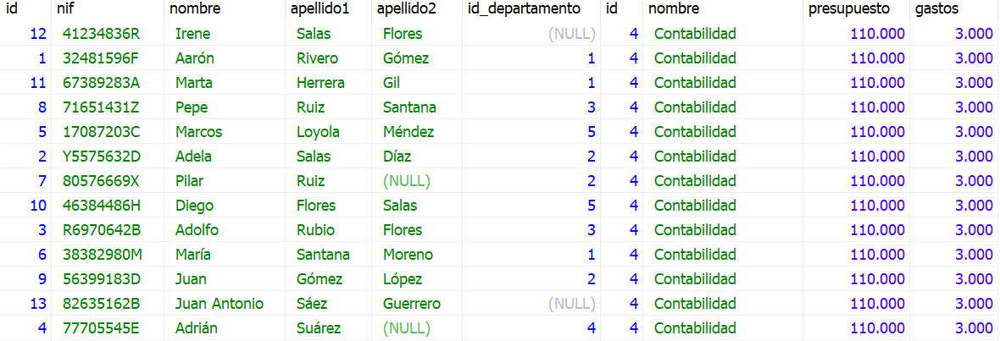 id nif nombre apellido1 apellido2 id_departamento id nombre presupuesto gastos
12 41234836R Irene Salas Flores (NULL) 4 Contabilidad 110.000 3.000
1 32481596F Aarón Rivero Gómez 1 4 Contabilidad 110.000 3.000
11 67389283A Marta Herrera Gil 1 4 Contabilidad 110.000 3.000
8 71651431Z Pepe Ruiz Santana 3 4 Contabilidad 110.000 3.000
5 17087203C Marcos Loyola Méndez 5 4 Contabilidad 110.000 3.000
2 Y5575632D Adela Salas Díaz 2 4 Contabilidad 110.000 3.000
7 80576669X Pilar Ruiz (NULL) 2 4 Contabilidad 110.000 3.000
10 46384486H Diego Flores Salas 5 4 Contabilidad 110.000 3.000
3 R6970642B Adolfo Rubio Flores 3 4 Contabilidad 110.000 3.000
6 38382980M María Santana Moreno 1 4 Contabilidad 110.000 3.000
9 56399183D Juan Gómez López 2 4 Contabilidad 110.000 3.000
13 82635162B Juan Antonio Sáez Guerrero (NULL) 4 Contabilidad 110.000 3.000
4 77705545E Adrián Suárez (NULL) 4 4 Contabilidad 110.000 3.000